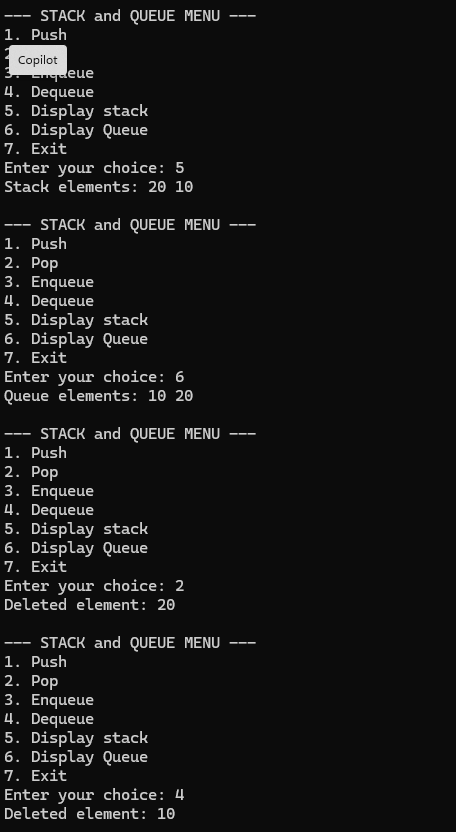 --- STACK and QUEUE MENU ---
1. Push
Copilot
3. Enqueue
4. Dequeue
5. Display stack
6. Display Queue
7. Exit
Enter your choice: 5
Stack elements: 20 10
--- STACK and QUEUE MENU ---
1. Push
2. Pop
3. Enqueue
4. Dequeue
5. Display stack
6. Display Queue
7. Exit
Enter your choice: 6
Queue elements: 10 20
--- STACK and QUEUE MENU ---
1. Push
2. Pop
3. Enqueue
4. Dequeue
5. Display stack
6. Display Queue
7. Exit
Enter your choice: 2
Deleted element: 20
--- STACK and QUEUE MENU ---
1. Push
2. Pop
3. Enqueue
4. Dequeue
5. Display stack
6. Display Queue
7. Exit
Enter your choice: 4
Deleted element: 10